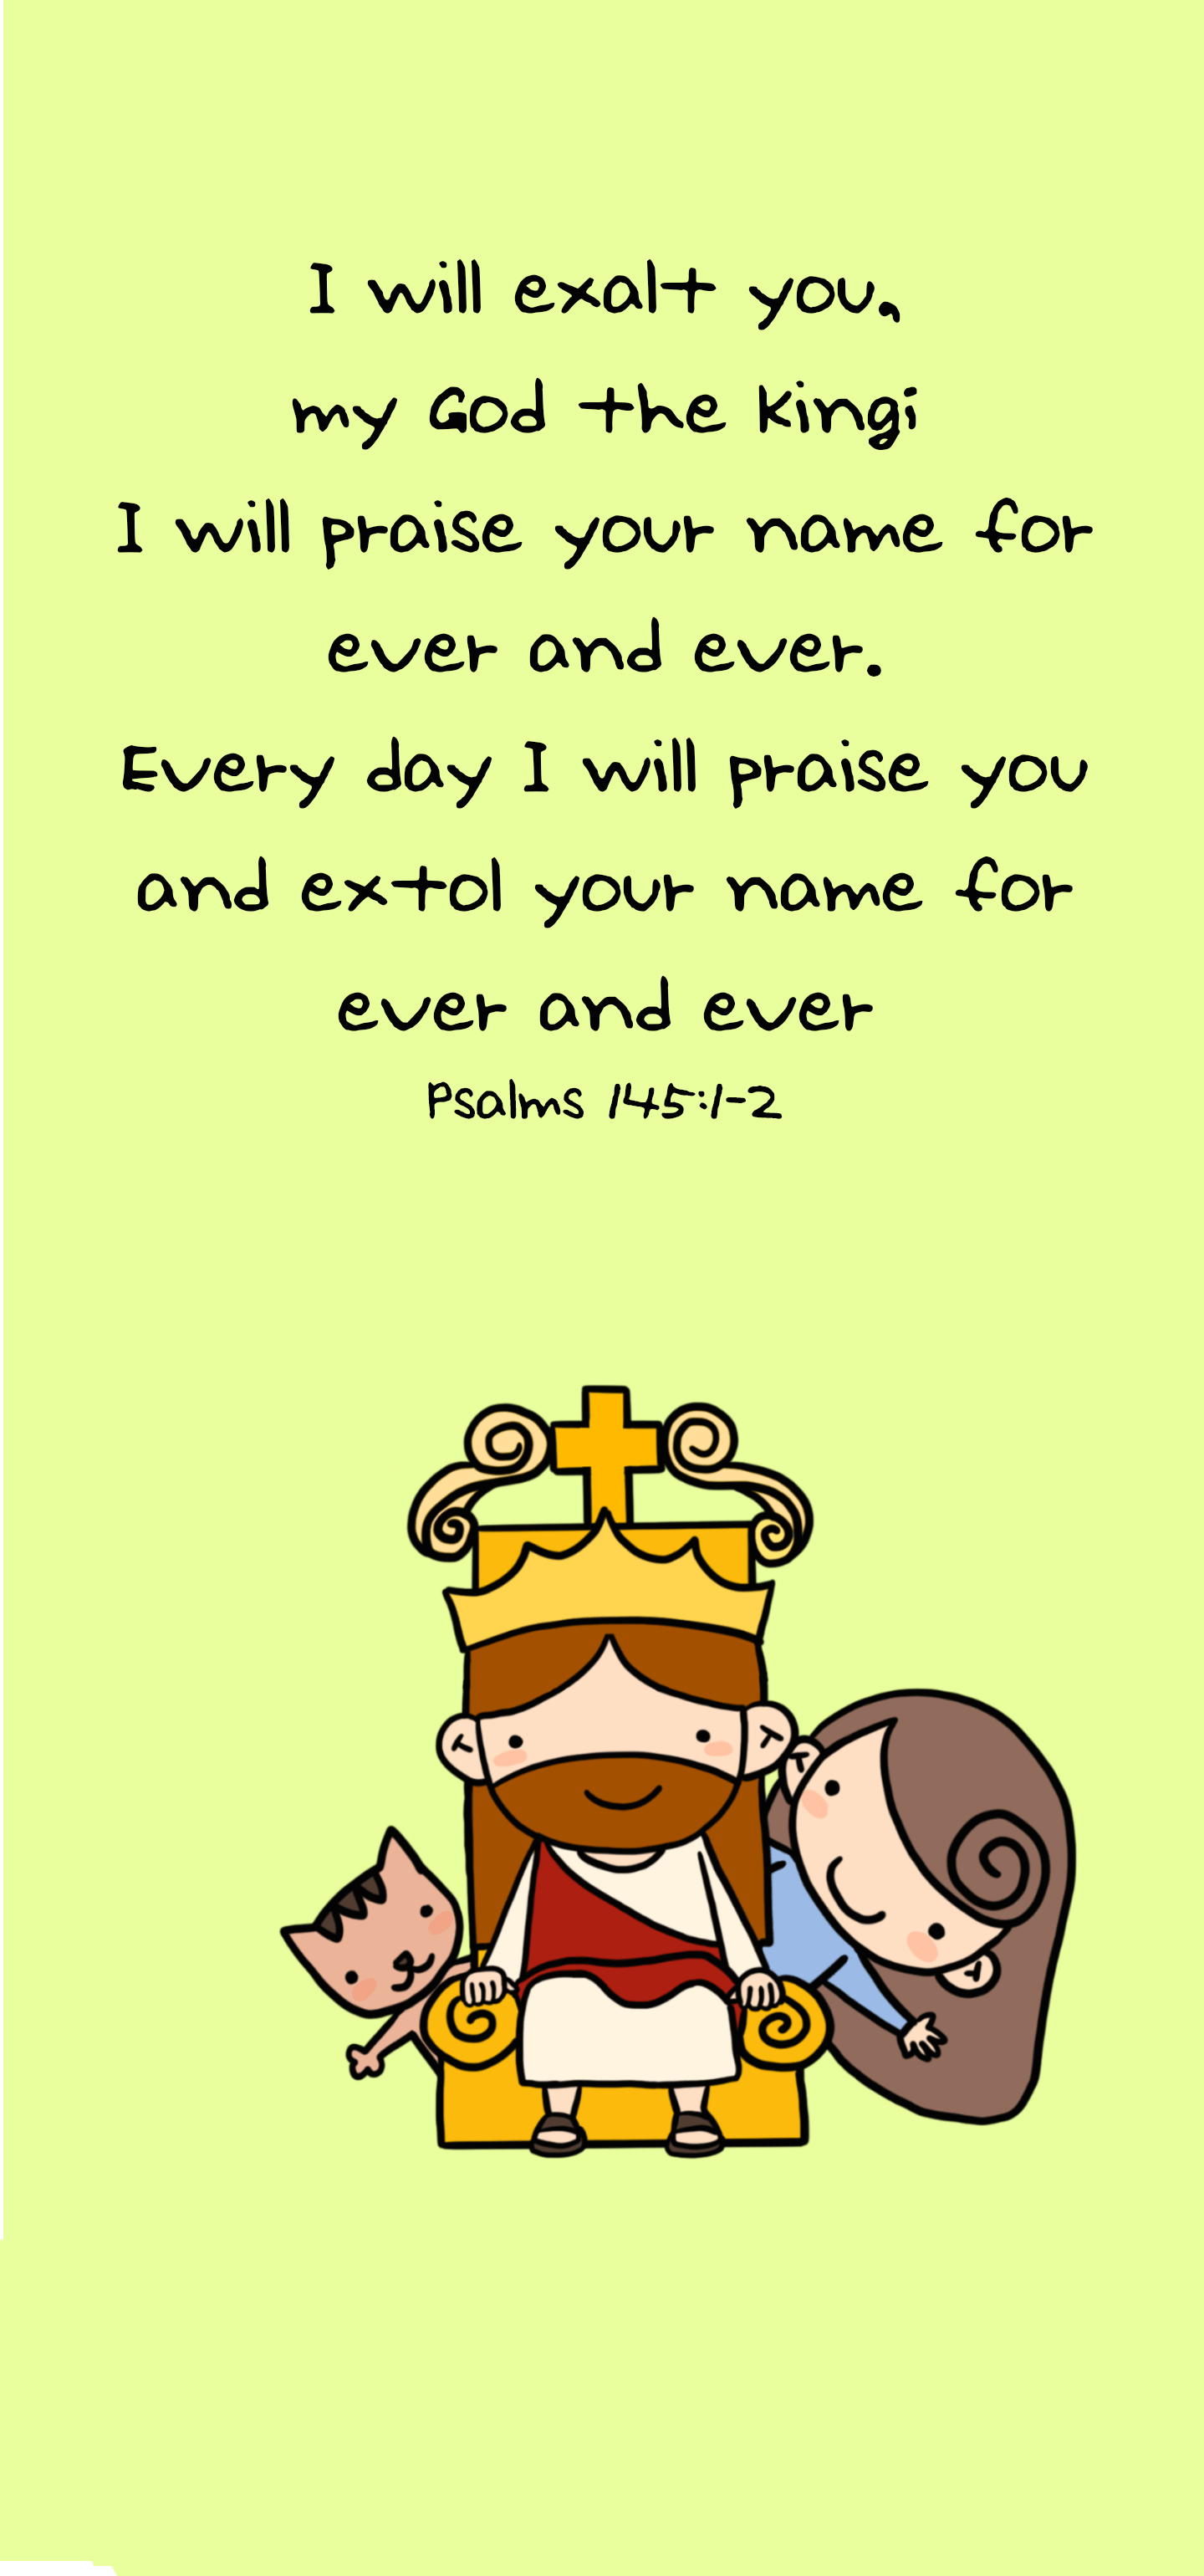 I will exalt you,
my God the Kingi
I will praise your name for
ever and ever.
Every day I will praise you
and extol your name for
ever and ever
Psalms 145:1-2